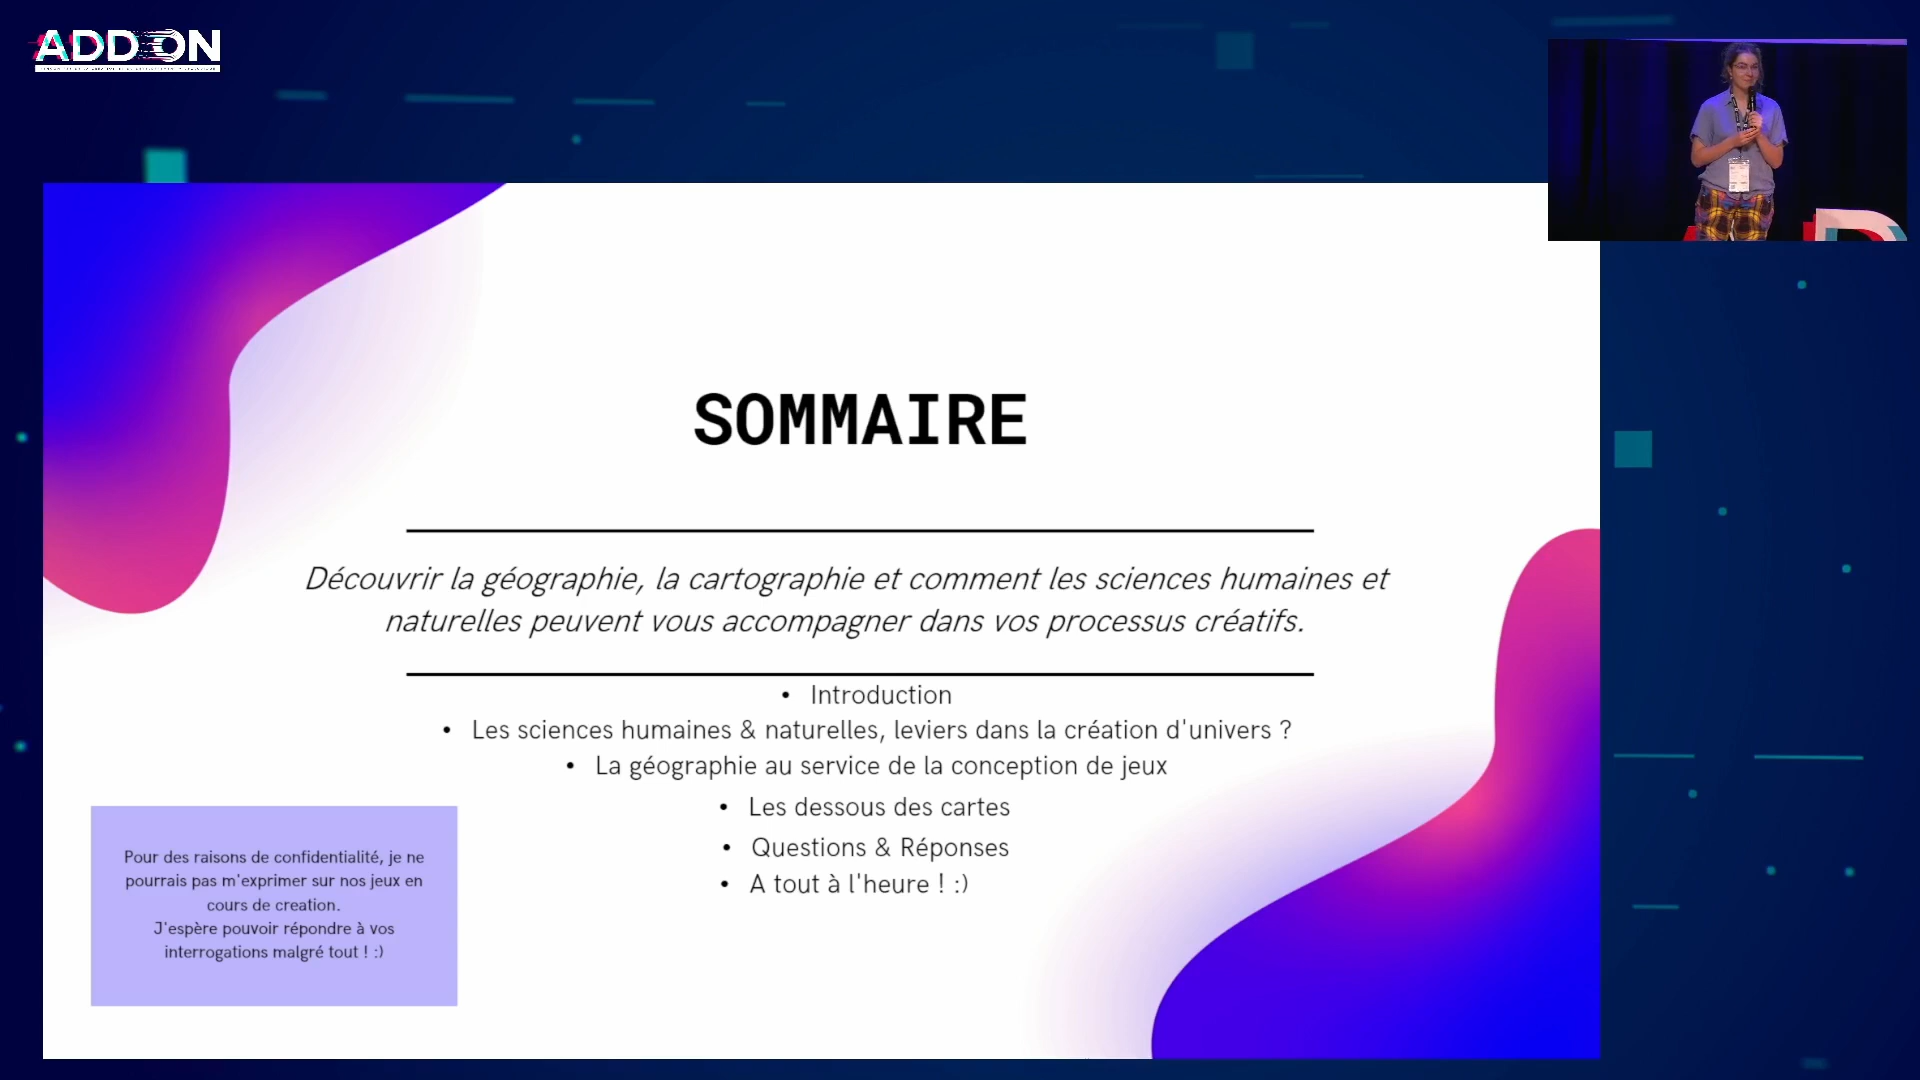 ADDON
SOMMAIRE
Découvrir la géographie, la cartographie et comment les sciences humaines et
naturelles peuvent vous accompagner dans vos processus créatifs.
• Introduction
• Les sciences humaines & naturelles, leviers dans la création d'univers ?
• La géographie au service de la conception de jeux
• Les dessous des cartes
• Questions & Réponses
• A tout à l'heure ! :)
Pour des raisons de confidentialité, je ne
pourrais pas m'exprimer sur nos jeux en
cours de creation.
J'espère pouvoir répondre à vos
interrogations malgré tout ! :)